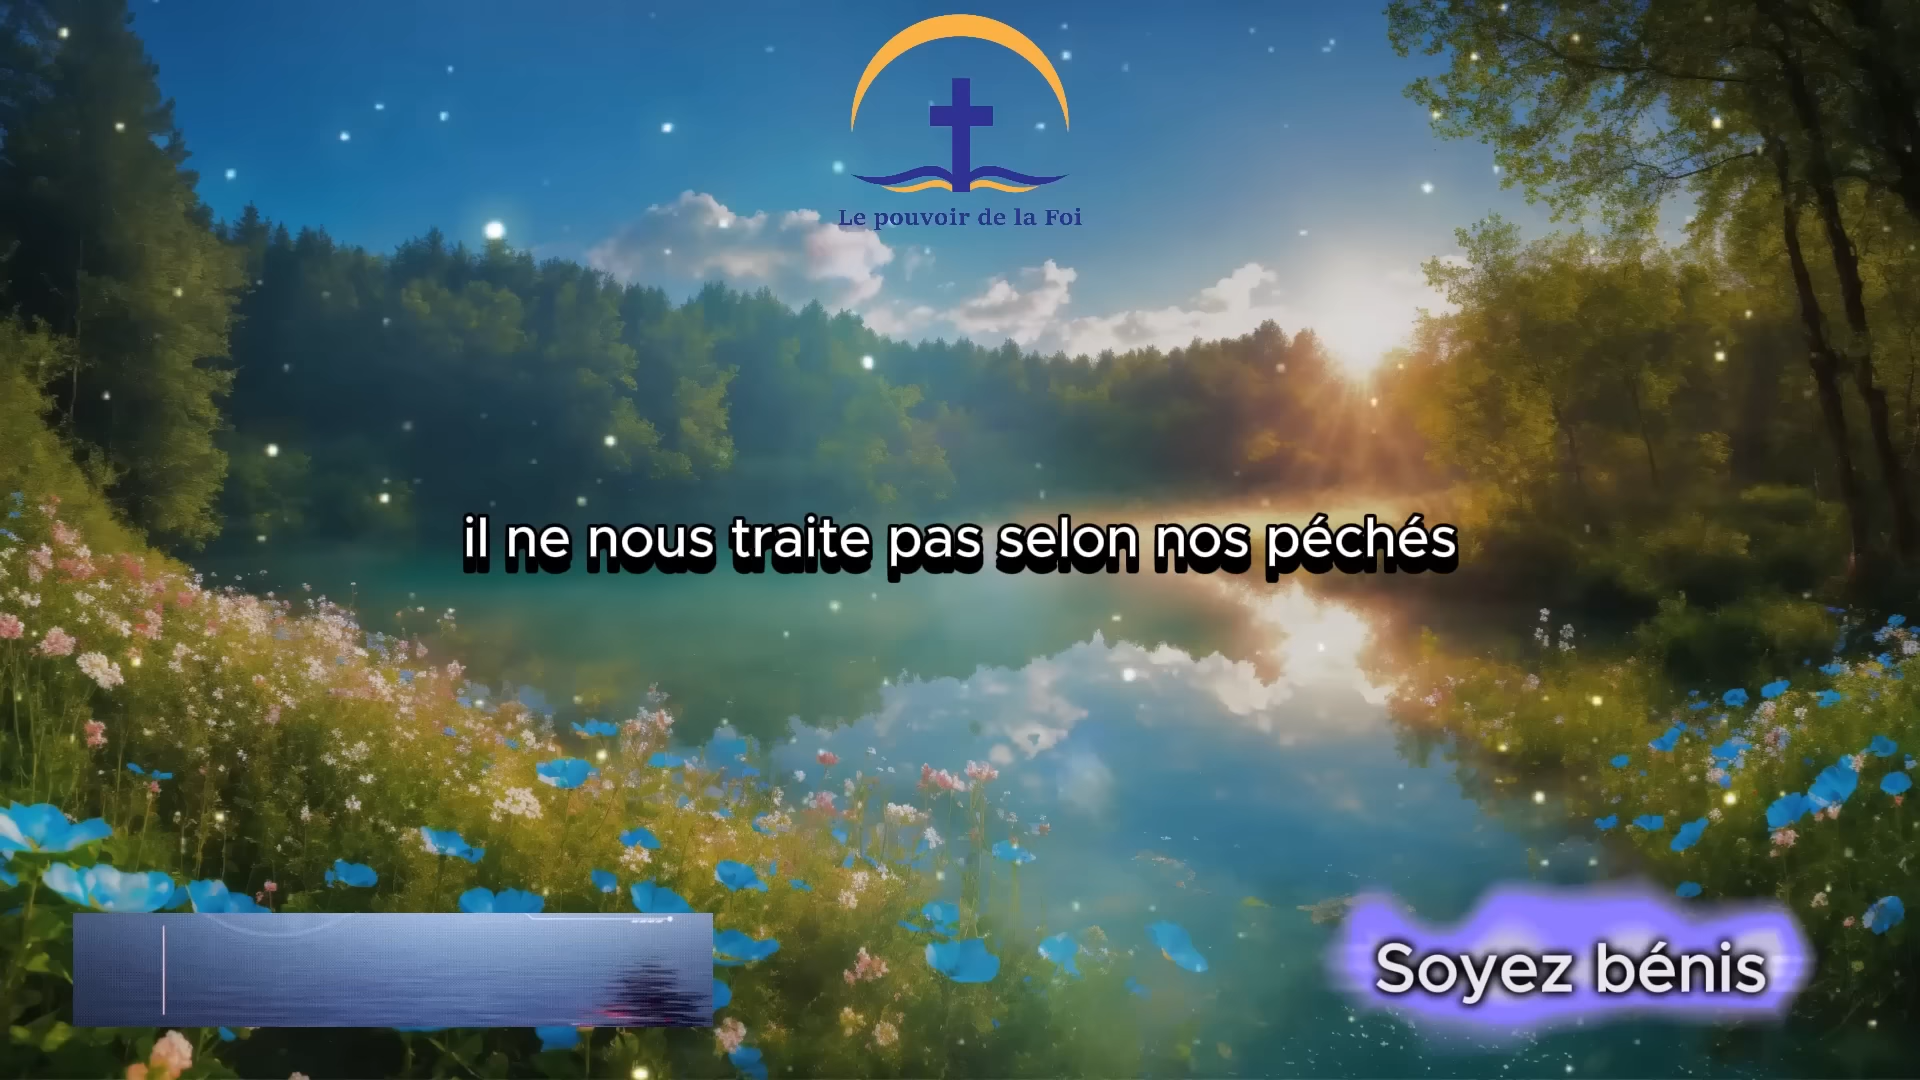 Le pouvoir de la Foi
il ne nous traite pas selon nos péchés
Soyez bénis